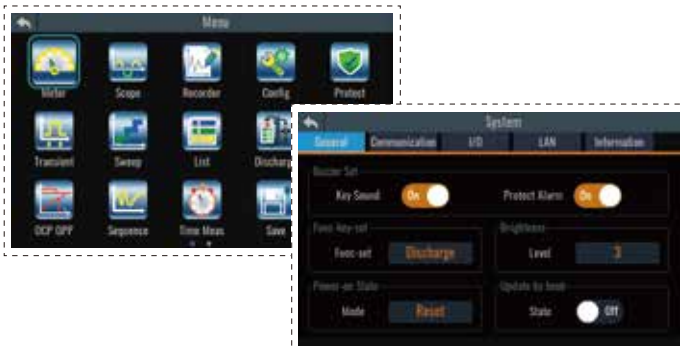 Menu
Meter Scope Recorder Config Protect
Transient Sweep List Discharg
OCP OPP Sequence Time Meas Save
System
General Communication I/O LAN Information
Buzzer Set
Key Sound On Protect Alarm On
Func Key-set Brightness
Func-set Discharge Level 3
Power-on State Update by boot
Mode Reset State Off